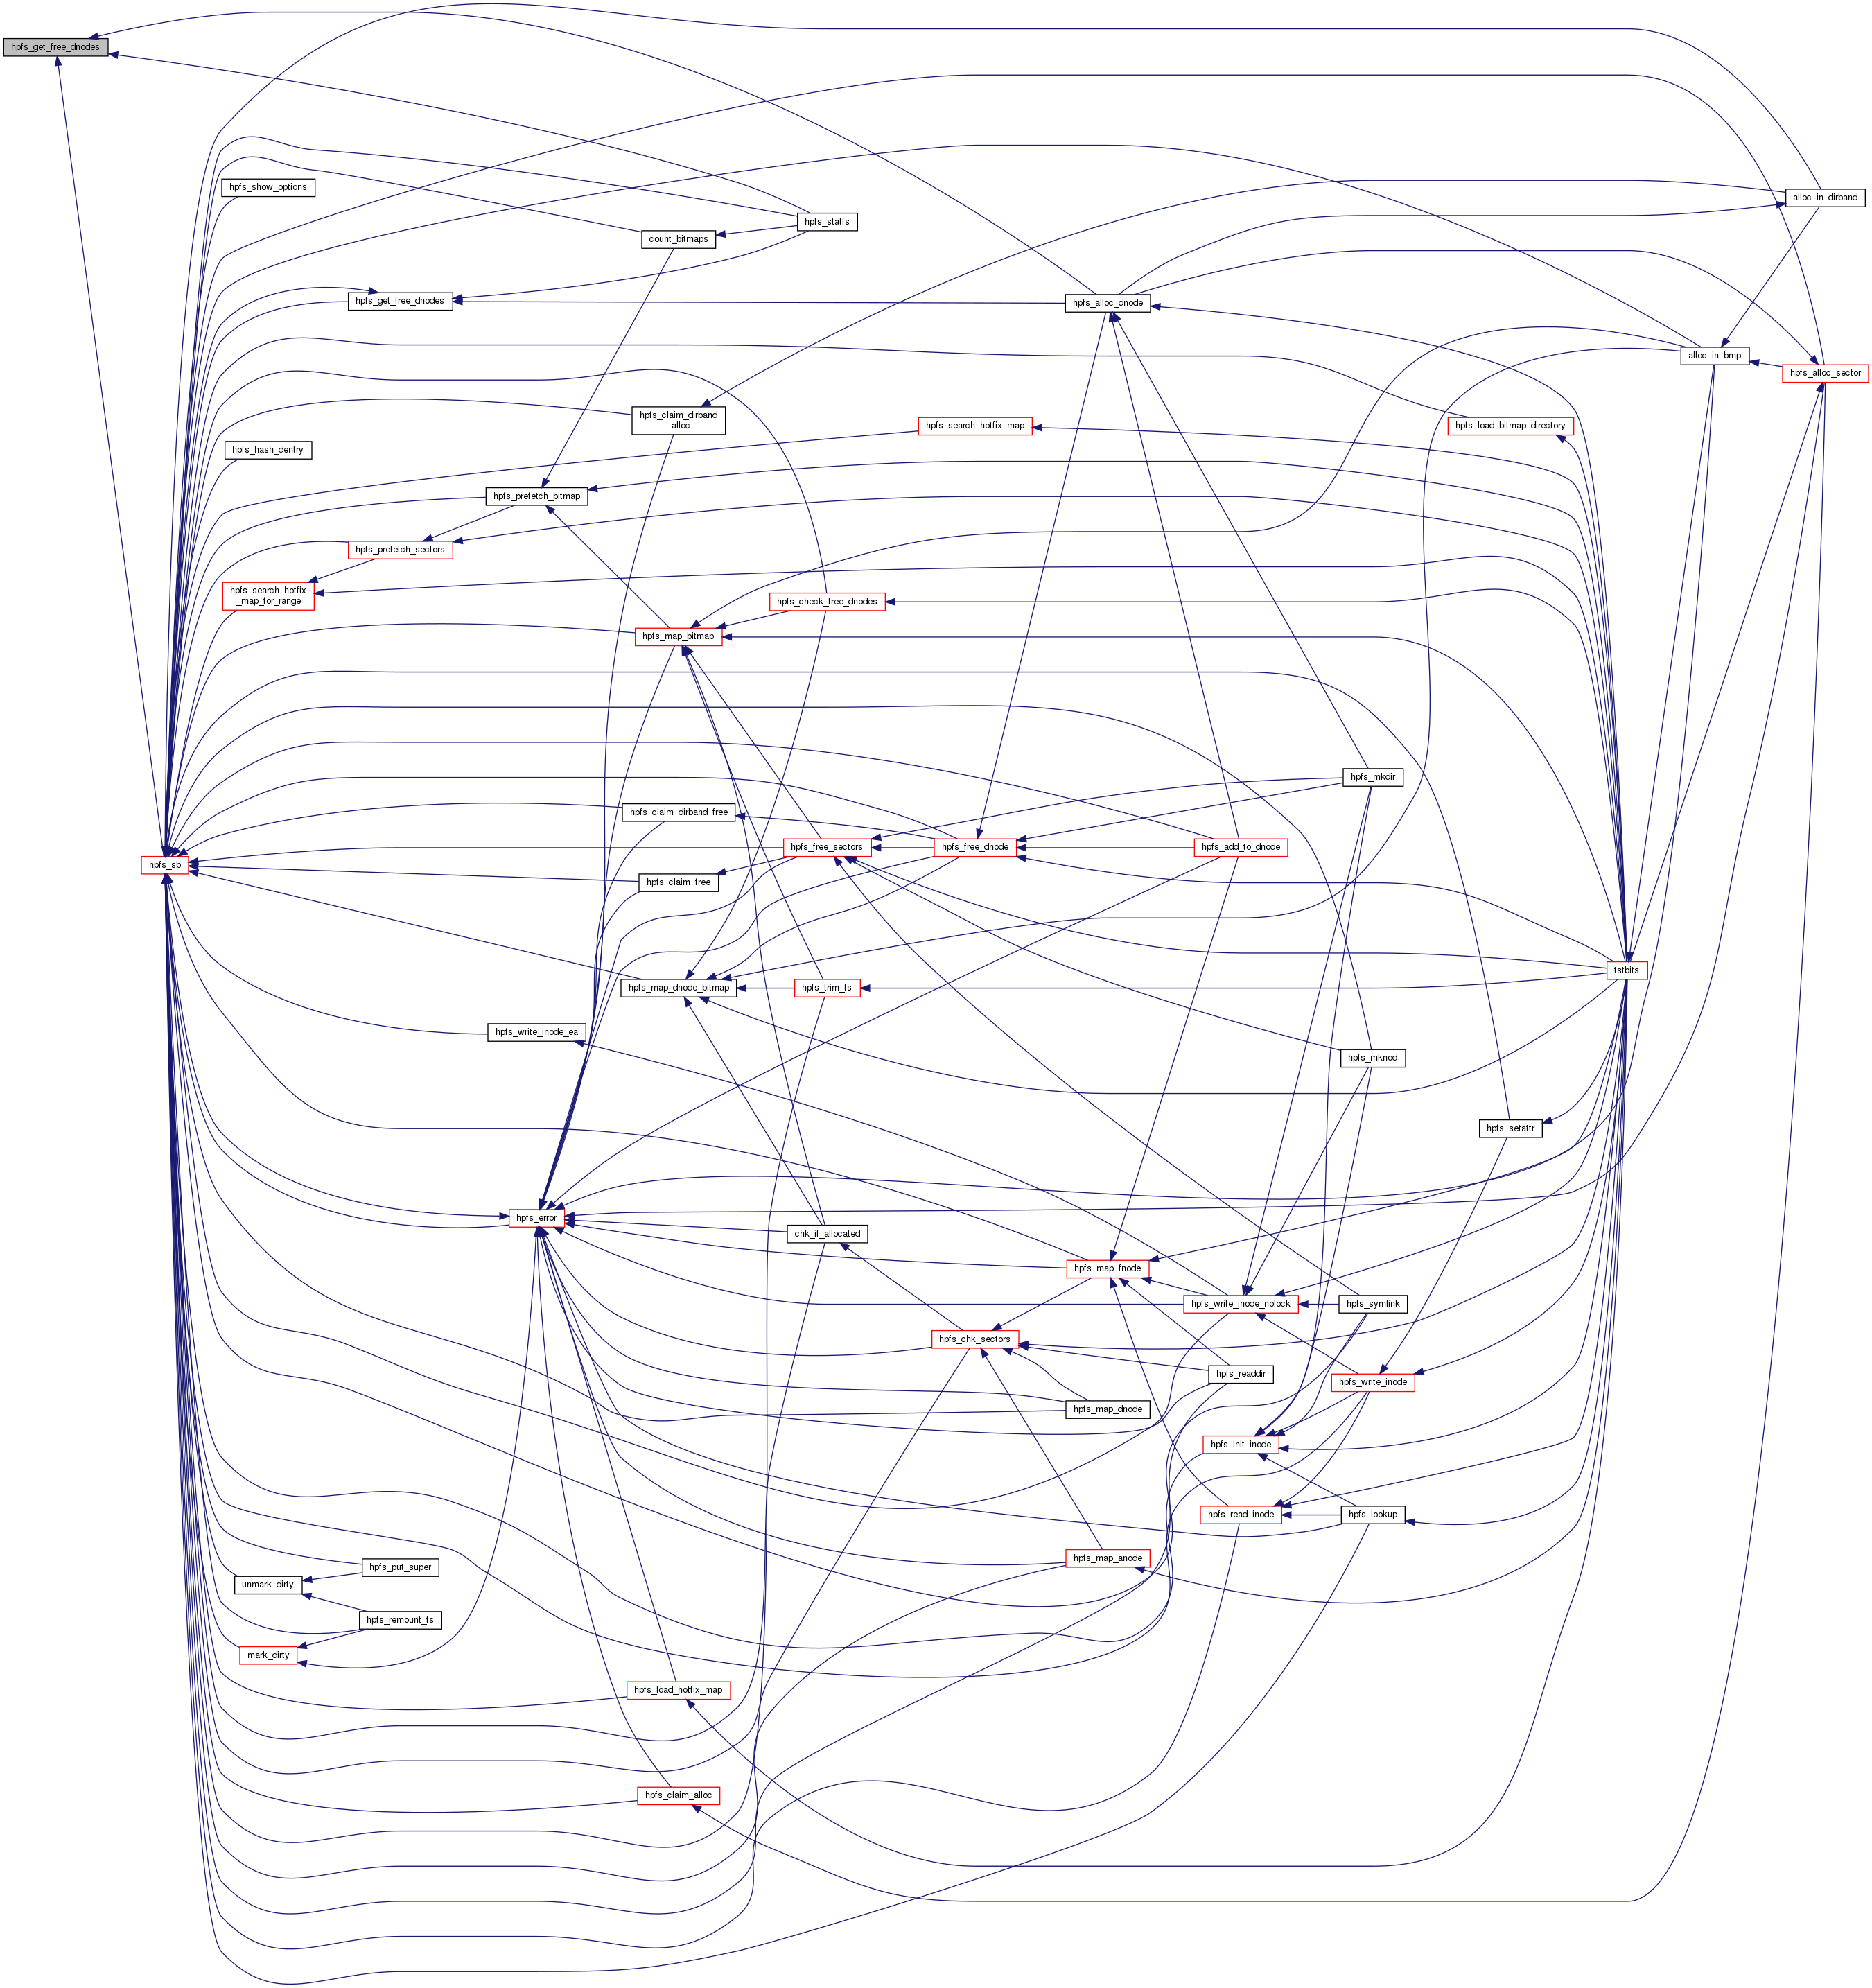 hpfs_get_free_dnodes
hpfs_show_options
alloc_in_dirband
hpfs_statfs
count_bitmaps
hpfs_get_free_dnodes
hpfs_alloc_dnode
alloc_in_bmp
hpfs_alloc_sector
hpfs_claim_dirband
_alloc
hpfs_search_hotfix_map
hpfs_load_bitmap_directory
hpfs_hash_dentry
hpfs_prefetch_bitmap
hpfs_prefetch_sectors
hpfs_search_hotfix
_map_for_range
hpfs_check_free_dnodes
hpfs_map_bitmap
hpfs_mkdir
hpfs_claim_dirband_free
hpfs_free_sectors
hpfs_free_dnode
hpfs_add_to_dnode
hpfs_sb
hpfs_claim_free
tstbits
hpfs_map_dnode_bitmap
hpfs_trim_fs
hpfs_write_inode_ea
hpfs_mknod
hpfs_setattr
hpfs_error
chk_if_allocated
hpfs_map_fnode
hpfs_write_inode_nolock
hpfs_symlink
hpfs_chk_sectors
hpfs_readdir
hpfs_write_inode
hpfs_map_dnode
hpfs_init_inode
hpfs_read_inode
hpfs_lookup
hpfs_map_anode
hpfs_put_super
unmark_dirty
hpfs_remount_fs
mark_dirty
hpfs_load_hotfix_map
hpfs_claim_alloc